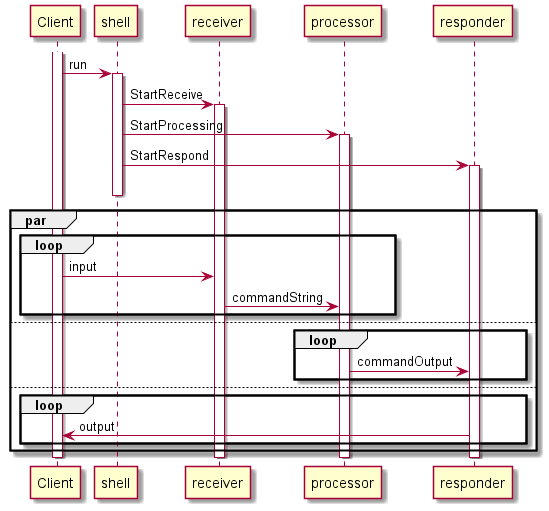 Client shell receiver processor responder
run
StartReceive
StartProcessing
StartRespond
par
loop
input
commandString
loop
commandOutput
loop
output
Client shell receiver processor responder